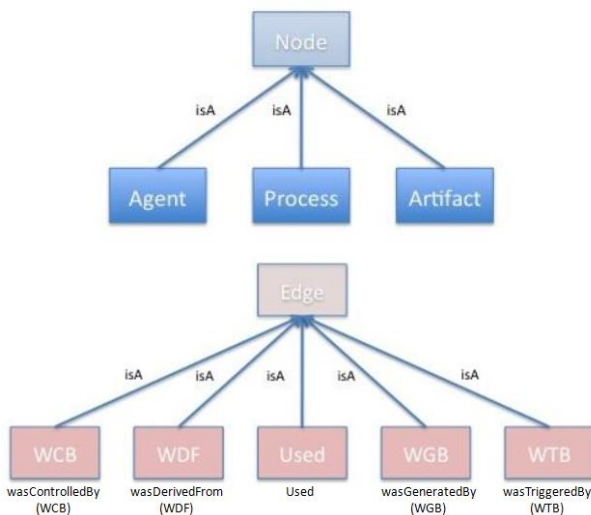 Node
isA isA isA
Agent Process Artifact
Edge
isA isA isA isA isA
WCB WDF Used WGB WTB
wasControlledBy wasDerivedFrom Used wasGeneratedBy wasTriggeredBy
(WCB) (WDF) (WGB) (WTB)